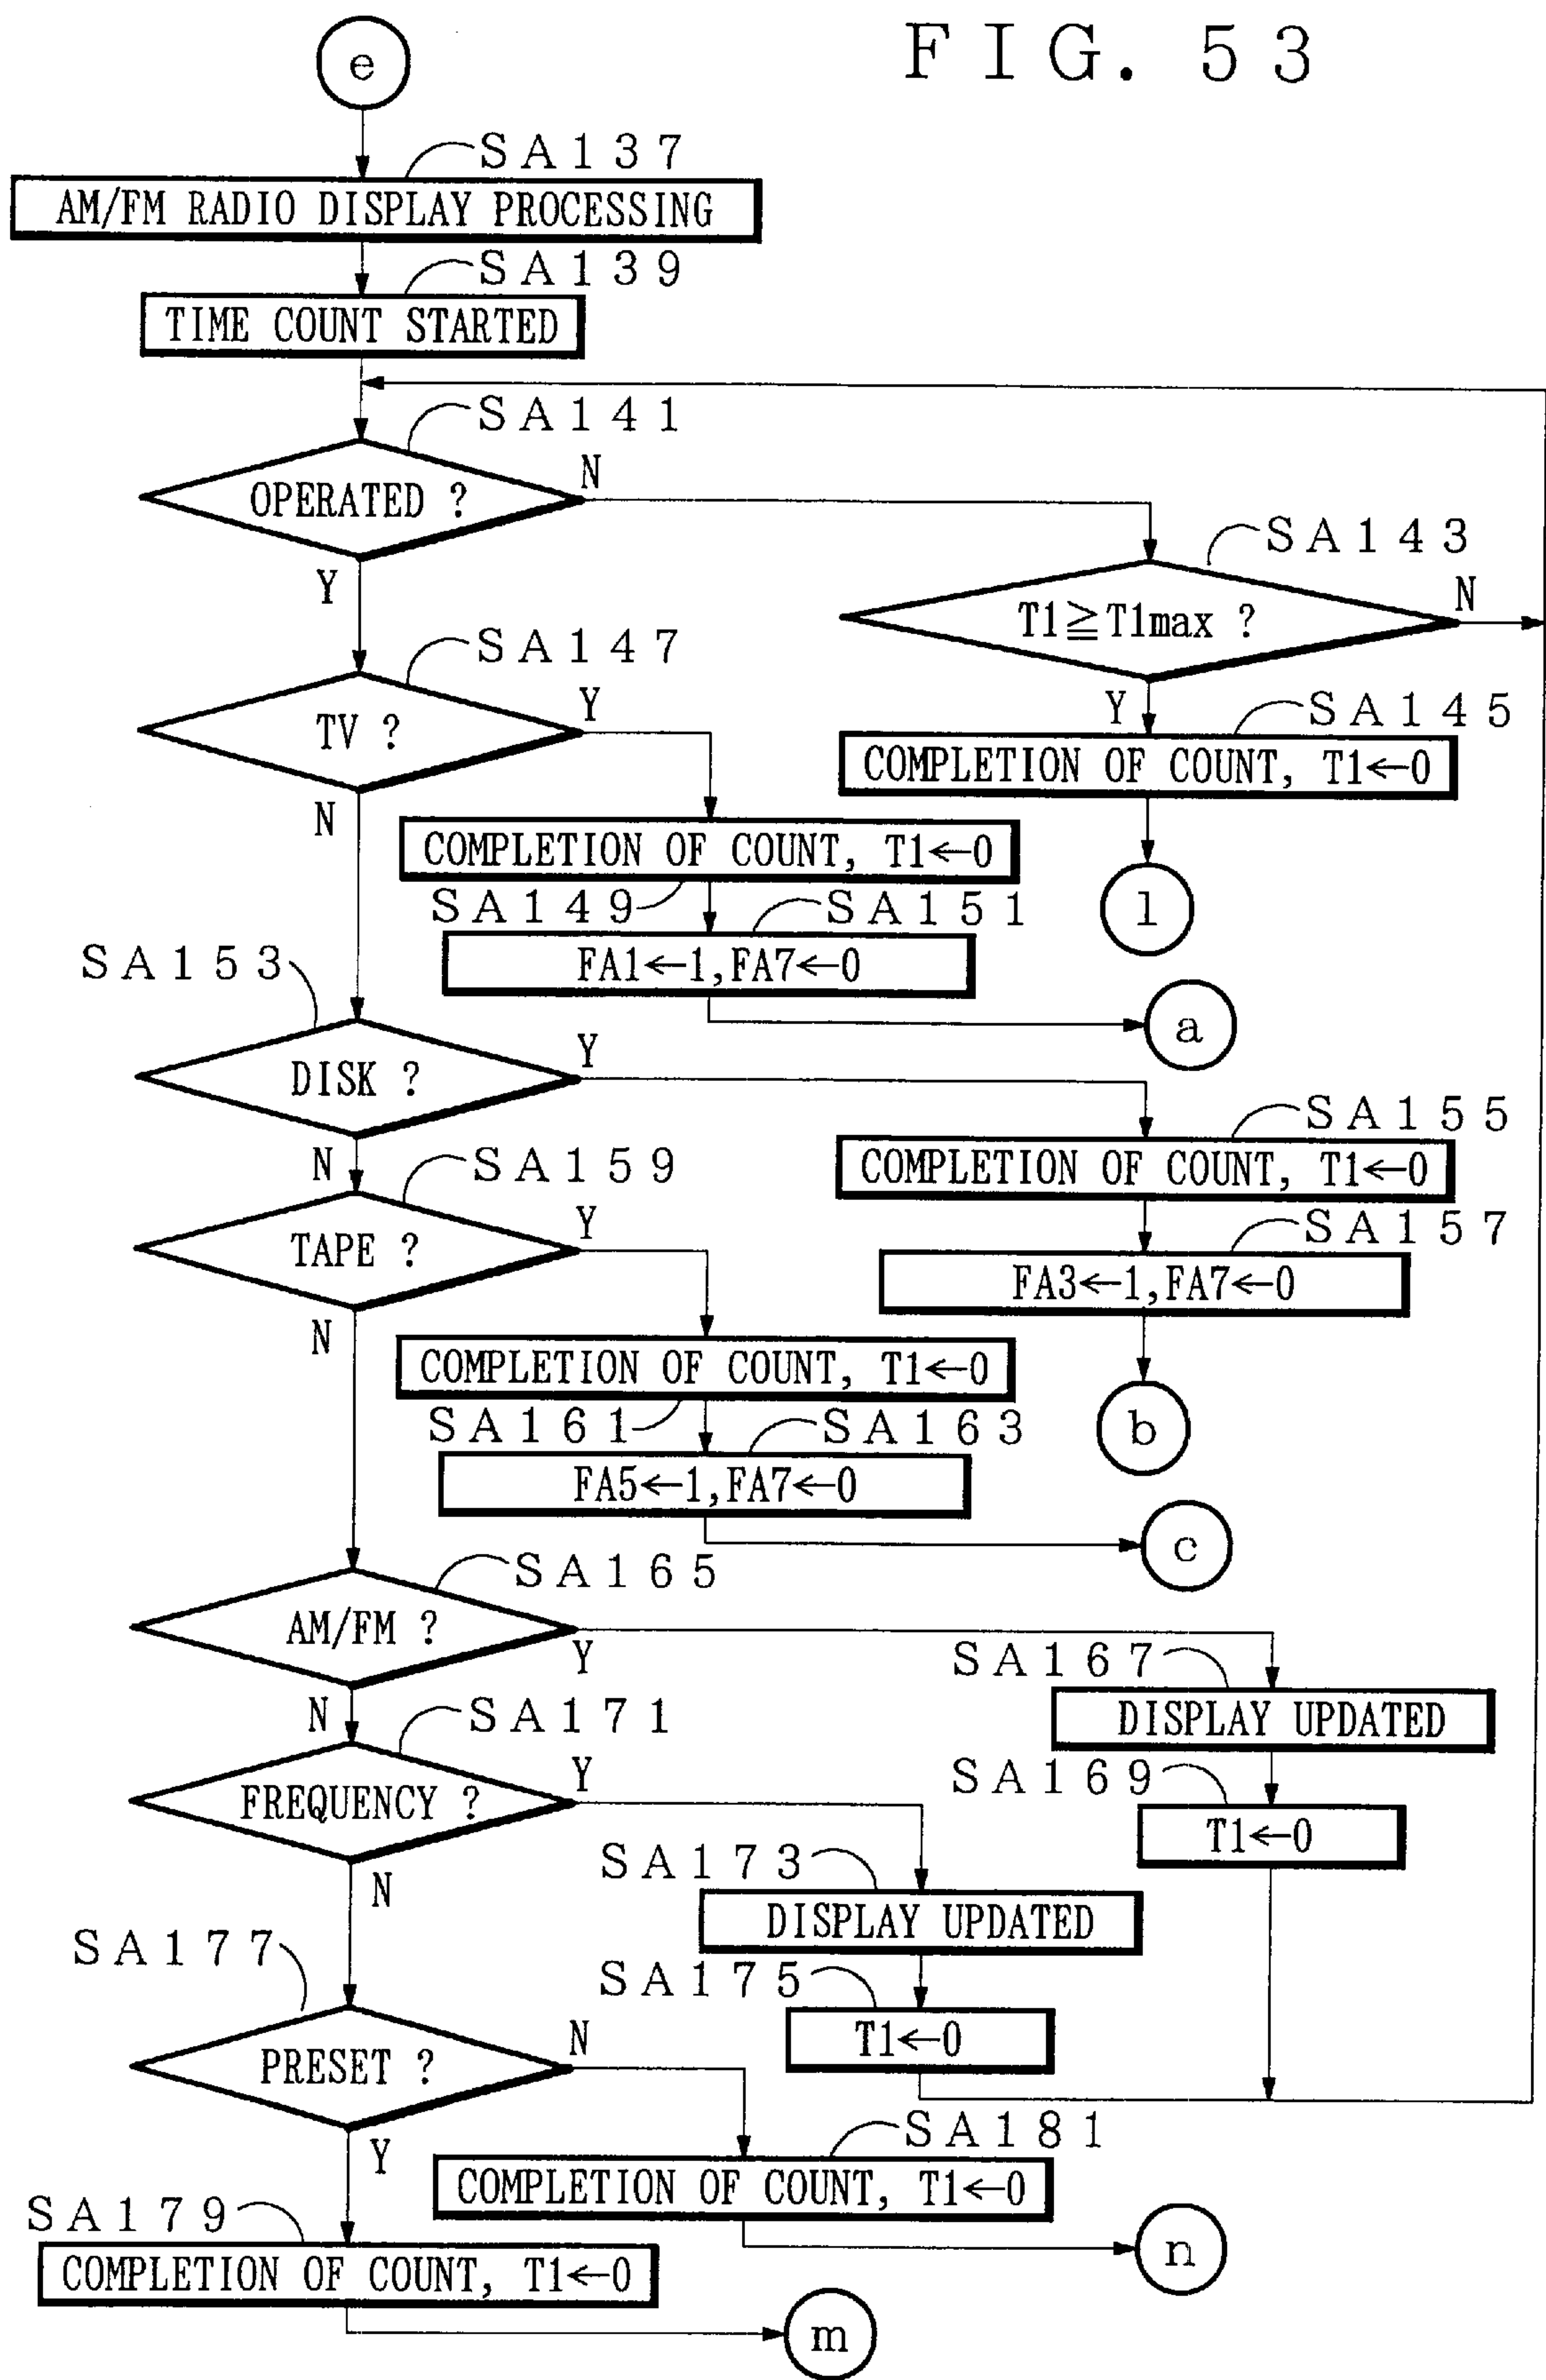 FIG. 53
e
SA137
AM/FM RADIO DISPLAY PROCESSING
SA139
TIME COUNT STARTED
SA141
OPERATED ?
N
Y
SA143
T1≧T1max ?
N
Y
SA145
COMPLETION OF COUNT, T1←0
l
SA147
TV ?
Y
N
COMPLETION OF COUNT, T1←0
SA149
SA151
FA1←1,FA7←0
a
SA153
DISK ?
Y
N
SA155
COMPLETION OF COUNT, T1←0
SA157
FA3←1,FA7←0
b
SA159
TAPE ?
Y
N
COMPLETION OF COUNT, T1←0
SA161
SA163
FA5←1,FA7←0
c
SA165
AM/FM ?
Y
N
SA167
DISPLAY UPDATED
SA169
T1←0
SA171
FREQUENCY ?
Y
N
SA173
DISPLAY UPDATED
SA175
T1←0
SA177
PRESET ?
N
Y
SA181
COMPLETION OF COUNT, T1←0
n
SA179
COMPLETION OF COUNT, T1←0
m